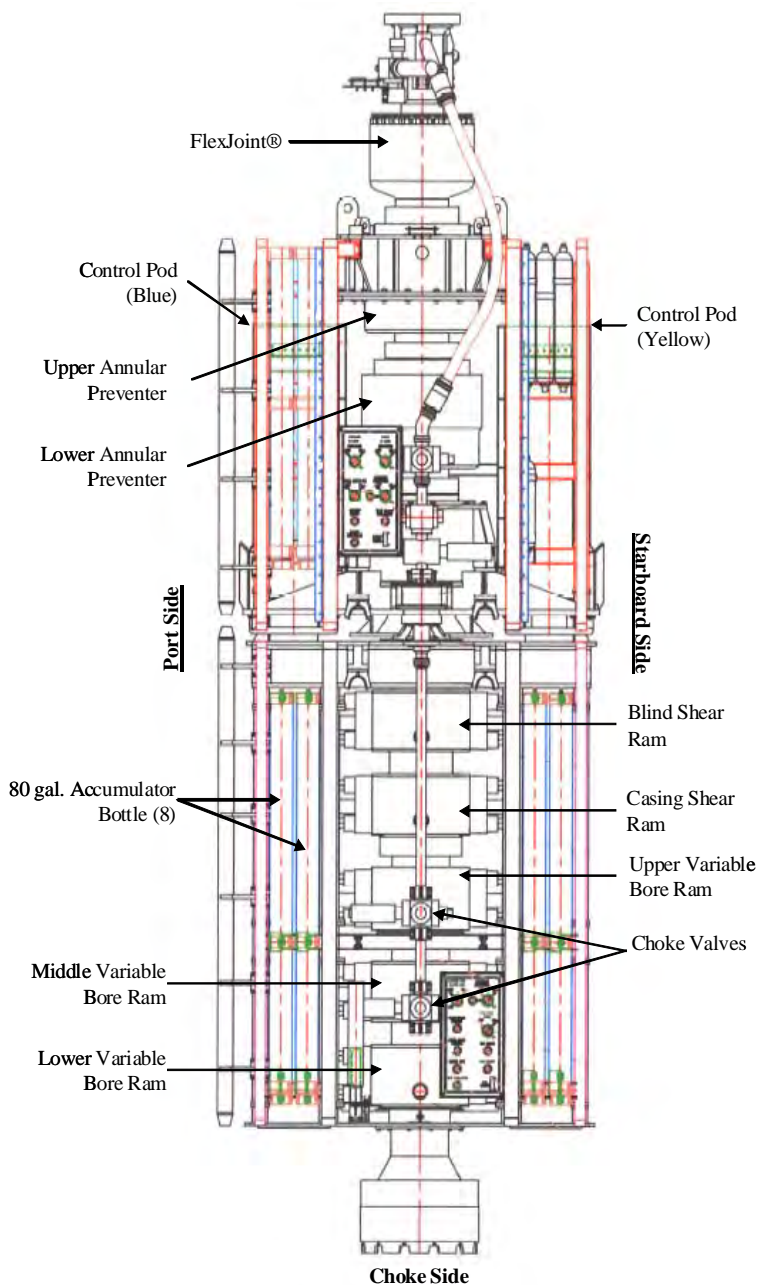 FlexJoint®
Control Pod
(Blue)
Control Pod
(Yellow)
Upper Annular
Preventer
Lower Annular
Preventer
Port Side
Starboard Side
Blind Shear
Ram
80 gal. Accumulator
Bottle (8)
Casing Shear
Ram
Upper Variable
Bore Ram
Choke Valves
Middle Variable
Bore Ram
Lower Variable
Bore Ram
Choke Side